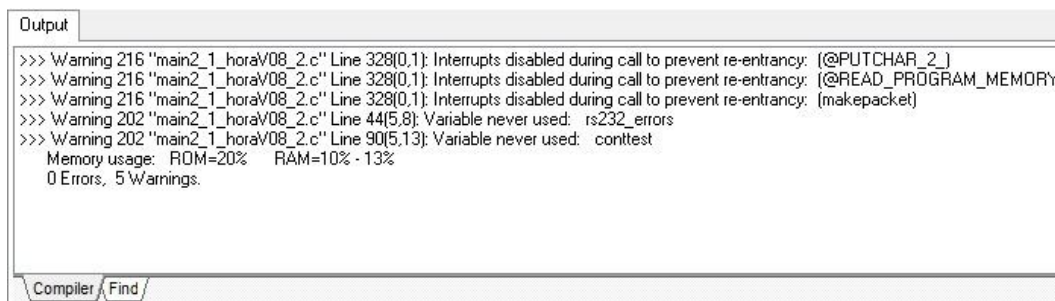 Output
>>> Warning 216 "main2_1_horaV08_2.c" Line 328(0,1): Interrupts disabled during call to prevent re-entrancy: (@PUTCHAR_2_)
>>> Warning 216 "main2_1_horaV08_2.c" Line 328(0,1): Interrupts disabled during call to prevent re-entrancy: (@READ_PROGRAM_MEMORY
>>> Warning 216 "main2_1_horaV08_2.c" Line 328(0,1): Interrupts disabled during call to prevent re-entrancy: (makepacket)
>>> Warning 202 "main2_1_horaV08_2.c" Line 44(5,8): Variable never used: rs232_errors
>>> Warning 202 "main2_1_horaV08_2.c" Line 90(5,13): Variable never used: conttest
Memory usage: ROM=20% RAM=10% - 13%
0 Errors, 5 Warnings.
Compiler Find